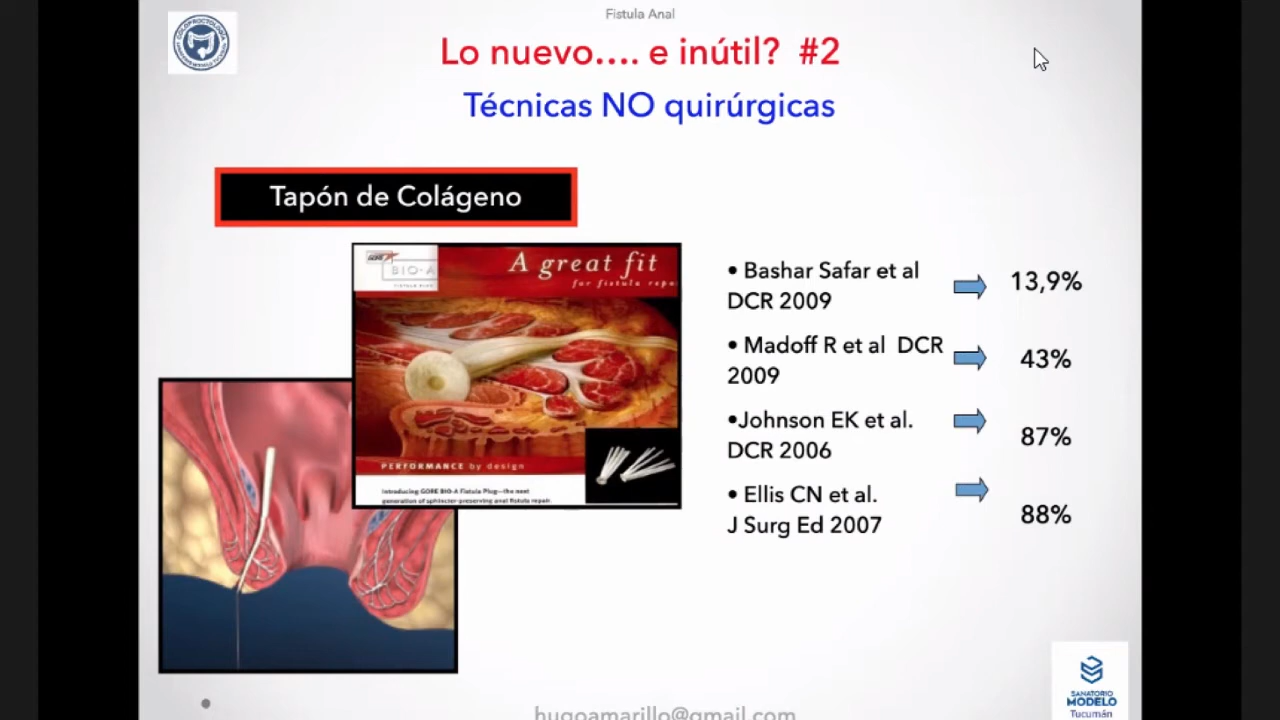 Fistula Anal
Lo nuevo…. e inútil? #2
Técnicas NO quirúrgicas
Tapón de Colágeno
GORE
BIO-A
A great fit
for fistula repa
PERFORMANCE by design
Introducing GORE BIO-A Fistula Plug—the next
generation of sphincter-preserving anal fistula repair.
• Bashar Safar et al
DCR 2009
13,9%
• Madoff R et al DCR
2009
43%
•Johnson EK et al.
DCR 2006
87%
• Ellis CN et al.
J Surg Ed 2007
88%
hugoamarillo@gmail.com
SANATORIO
MODELO
Tucumán